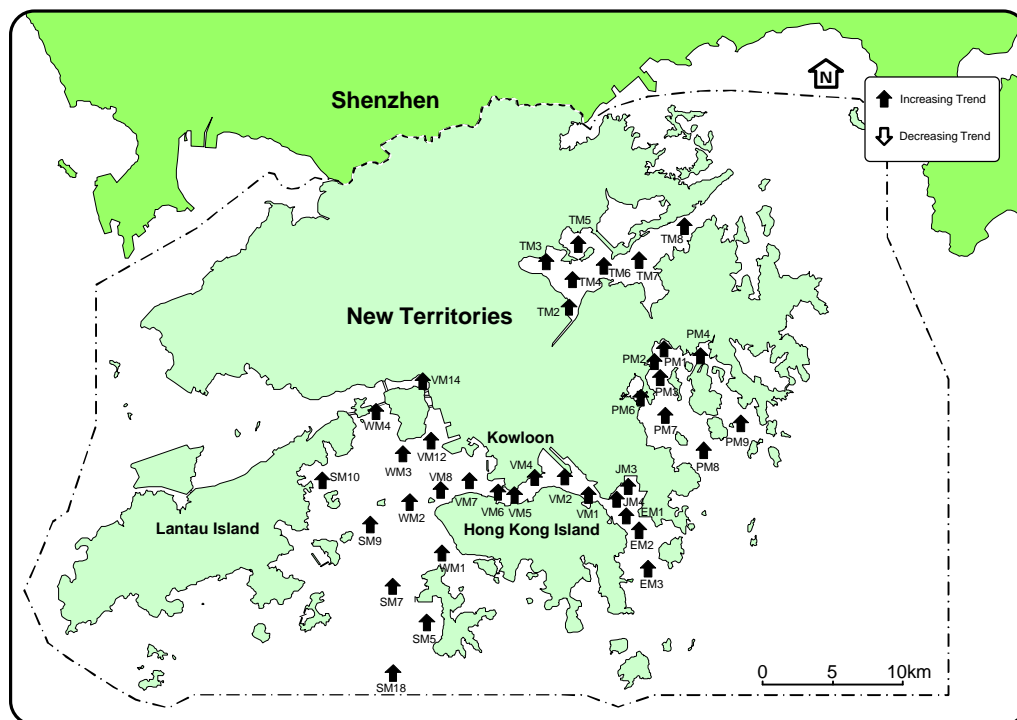 Shenzhen
N
Increasing Trend
Decreasing Trend
TM5
TM3
TM8
TM6
TM7
TM4
TM2
New Territories
PM4
PM2
PM1
PM3
VM14
PM6
PM7
WM4
PM9
Kowloon
VM12
WM3
PM8
VM8
VM4
JM3
SM10
VM7
VM2
VM6
VM5
VM1
JM4
EM1
WM2
Lantau Island
Hong Kong Island
SM9
EM2
WM1
EM3
SM7
SM5
0
5
10km
SM18